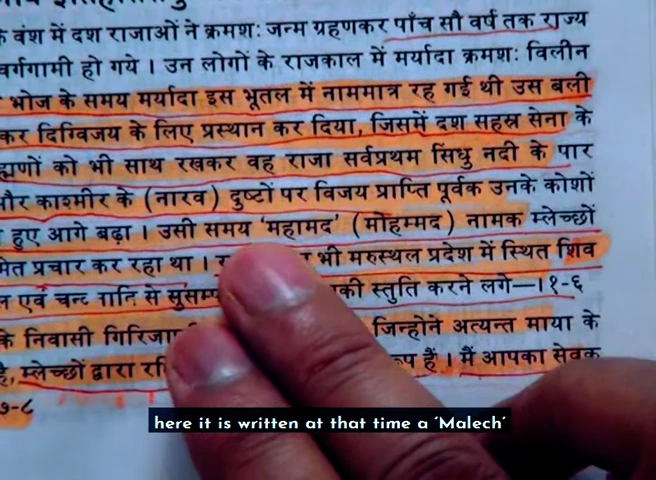 के वंश में दश राजाओं ने क्रमश: जन्म ग्रहणकर पाँच सौ वर्ष तक राज्य
वर्गगामी हो गये । उन लोगों के राजकाल में मर्यादा क्रमश: विलीन
भोज के समय मर्यादा इस भूतल में नाममात्र रह गई थी उस बली
कर दिग्विजय के लिए प्रस्थान कर दिया, जिसमें दश सहस्र सेना के
ह्मणों को भी साथ रखकर वह राजा सर्वप्रथम सिंधु नदी के पार
और काश्मीर के (नारव) दुष्टों पर विजय प्राप्ति पूर्वक उनके कोशों
हुए आगे बढ़ा । उसी समय 'महामद' (मोहम्मद) नामक म्लेच्छों
मेत प्रचार कर रहा था । भी मरुस्थल प्रदेश में स्थित शिव
एवं से की स्तुति करने लगे—।१-६
के निवासी जिन्होंने अत्यन्त माया के
है, म्लेच्छों द्वारा हैं । मैं आपका सेवक
७-८
here it is written at that time a ‘Malech’